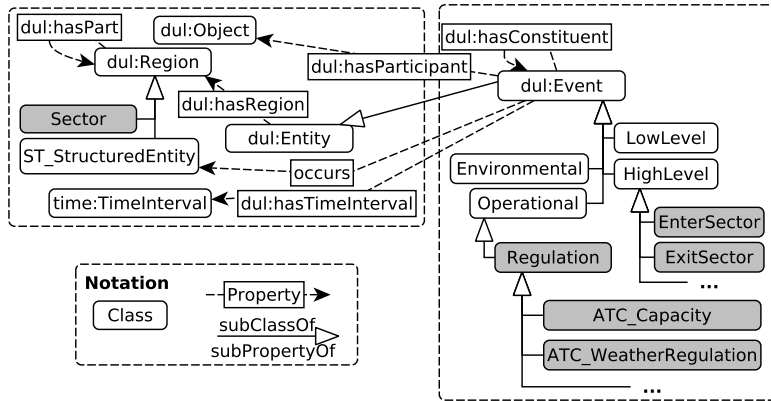 dul:hasPart
dul:Object
dul:Region
dul:hasParticipant
dul:hasRegion
Sector
dul:Entity
ST_StructuredEntity
occurs
time:TimeInterval
dul:hasTimeInterval
dul:hasConstituent
dul:Event
LowLevel
Environmental
HighLevel
Operational
EnterSector
Regulation
ExitSector
...
ATC_Capacity
ATC_WeatherRegulation
...
Notation
Class
Property
subClassOf
subPropertyOf